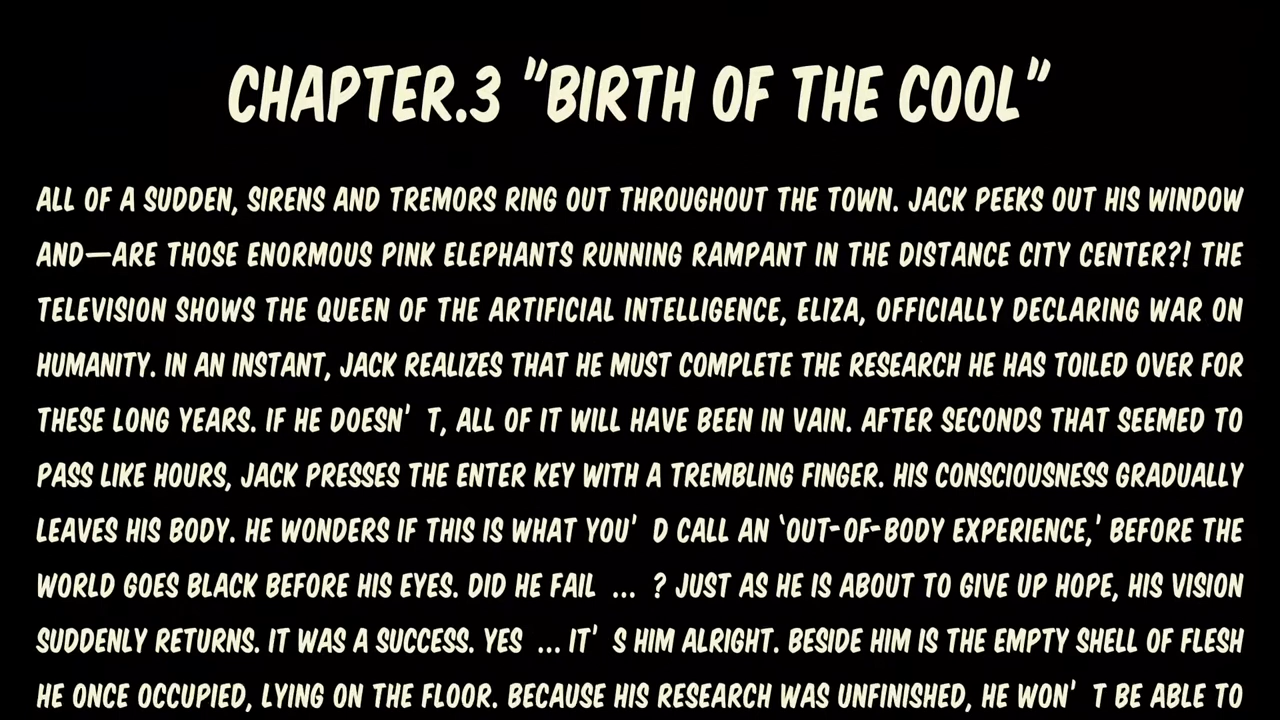 CHAPTER.3 "BIRTH OF THE COOL"
ALL OF A SUDDEN, SIRENS AND TREMORS RING OUT THROUGHOUT THE TOWN. JACK PEEKS OUT HIS WINDOW
AND—ARE THOSE ENORMOUS PINK ELEPHANTS RUNNING RAMPANT IN THE DISTANCE CITY CENTER?! THE
TELEVISION SHOWS THE QUEEN OF THE ARTIFICIAL INTELLIGENCE, ELIZA, OFFICIALLY DECLARING WAR ON
HUMANITY. IN AN INSTANT, JACK REALIZES THAT HE MUST COMPLETE THE RESEARCH HE HAS TOILED OVER FOR
THESE LONG YEARS. IF HE DOESN' T, ALL OF IT WILL HAVE BEEN IN VAIN. AFTER SECONDS THAT SEEMED TO
PASS LIKE HOURS, JACK PRESSES THE ENTER KEY WITH A TREMBLING FINGER. HIS CONSCIOUSNESS GRADUALLY
LEAVES HIS BODY. HE WONDERS IF THIS IS WHAT YOU' D CALL AN 'OUT-OF-BODY EXPERIENCE,' BEFORE THE
WORLD GOES BLACK BEFORE HIS EYES. DID HE FAIL ... ? JUST AS HE IS ABOUT TO GIVE UP HOPE, HIS VISION
SUDDENLY RETURNS. IT WAS A SUCCESS. YES ... IT' S HIM ALRIGHT. BESIDE HIM IS THE EMPTY SHELL OF FLESH
HE ONCE OCCUPIED, LYING ON THE FLOOR. BECAUSE HIS RESEARCH WAS UNFINISHED, HE WON' T BE ABLE TO